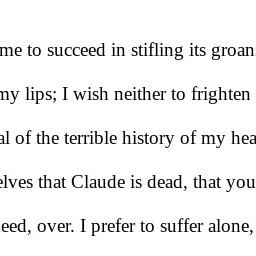 me to succeed in stifling its groans
my lips; I wish neither to frighten
al of the terrible history of my hea
elves that Claude is dead, that you
eed, over. I prefer to suffer alone,